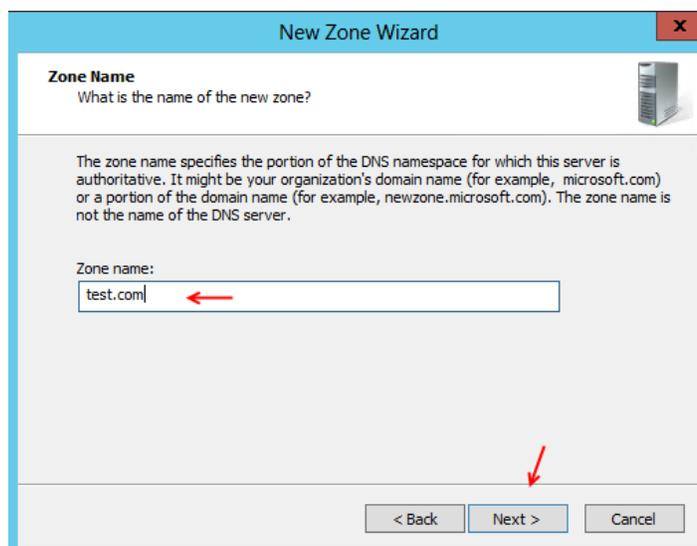 New Zone Wizard
x
Zone Name
What is the name of the new zone?
The zone name specifies the portion of the DNS namespace for which this server is
authoritative. It might be your organization's domain name (for example, microsoft.com)
or a portion of the domain name (for example, newzone.microsoft.com). The zone name is
not the name of the DNS server.
Zone name:
test.com
< Back Next > Cancel